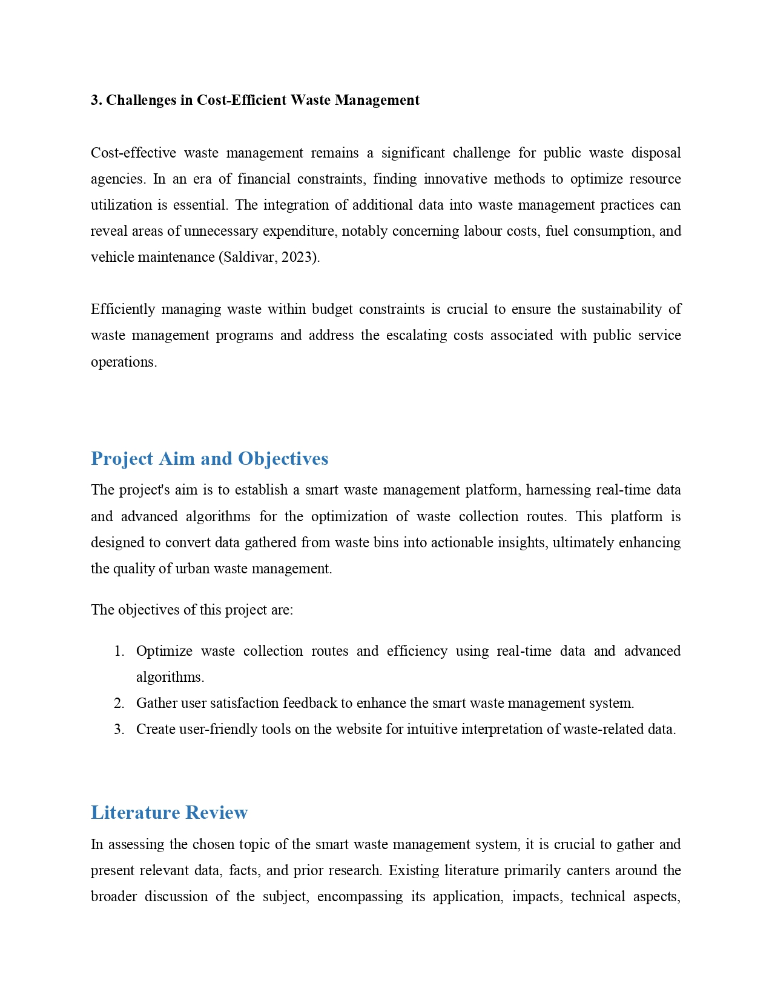 3. Challenges in Cost-Efficient Waste Management
Cost-effective waste management remains a significant challenge for public waste disposal
agencies. In an era of financial constraints, finding innovative methods to optimize resource
utilization is essential. The integration of additional data into waste management practices can
reveal areas of unnecessary expenditure, notably concerning labour costs, fuel consumption, and
vehicle maintenance (Saldivar, 2023).
Efficiently managing waste within budget constraints is crucial to ensure the sustainability of
waste management programs and address the escalating costs associated with public service
operations.
Project Aim and Objectives
The project's aim is to establish a smart waste management platform, harnessing real-time data
and advanced algorithms for the optimization of waste collection routes. This platform is
designed to convert data gathered from waste bins into actionable insights, ultimately enhancing
the quality of urban waste management.
The objectives of this project are:
1. Optimize waste collection routes and efficiency using real-time data and advanced
algorithms.
2. Gather user satisfaction feedback to enhance the smart waste management system.
3. Create user-friendly tools on the website for intuitive interpretation of waste-related data.
Literature Review
In assessing the chosen topic of the smart waste management system, it is crucial to gather and
present relevant data, facts, and prior research. Existing literature primarily canters around the
broader discussion of the subject, encompassing its application, impacts, technical aspects,